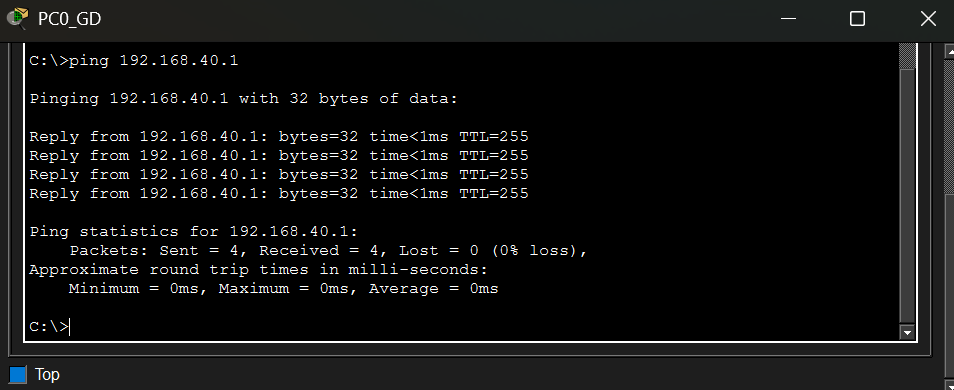 PC0_GD
C:\>ping 192.168.40.1
Pinging 192.168.40.1 with 32 bytes of data:
Reply from 192.168.40.1: bytes=32 time<1ms TTL=255
Reply from 192.168.40.1: bytes=32 time<1ms TTL=255
Reply from 192.168.40.1: bytes=32 time<1ms TTL=255
Reply from 192.168.40.1: bytes=32 time<1ms TTL=255
Ping statistics for 192.168.40.1:
    Packets: Sent = 4, Received = 4, Lost = 0 (0% loss),
Approximate round trip times in milli-seconds:
    Minimum = 0ms, Maximum = 0ms, Average = 0ms
C:\>
Top